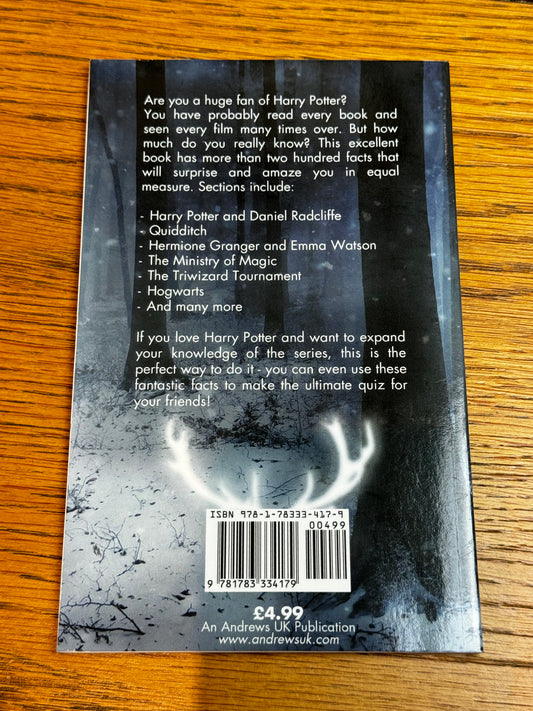 Are you a huge fan of Harry Potter?
You have probably read every book and
seen every film many times over. But how
much do you really know? This excellent
book has more than two hundred facts that
will surprise and amaze you in equal
measure. Sections include:
- Harry Potter and Daniel Radcliffe
- Quidditch
- Hermione Granger and Emma Watson
- The Ministry of Magic
- The Triwizard Tournament
- Hogwarts
- And many more
If you love Harry Potter and want to expand
your knowledge of the series, this is the
perfect way to do it - you can even use these
fantastic facts to make the ultimate quiz for
your friends!
ISBN 978-1-78333-417-9
00499
9 781783 334179
£4.99
An Andrews UK Publication
www.andrewsuk.com